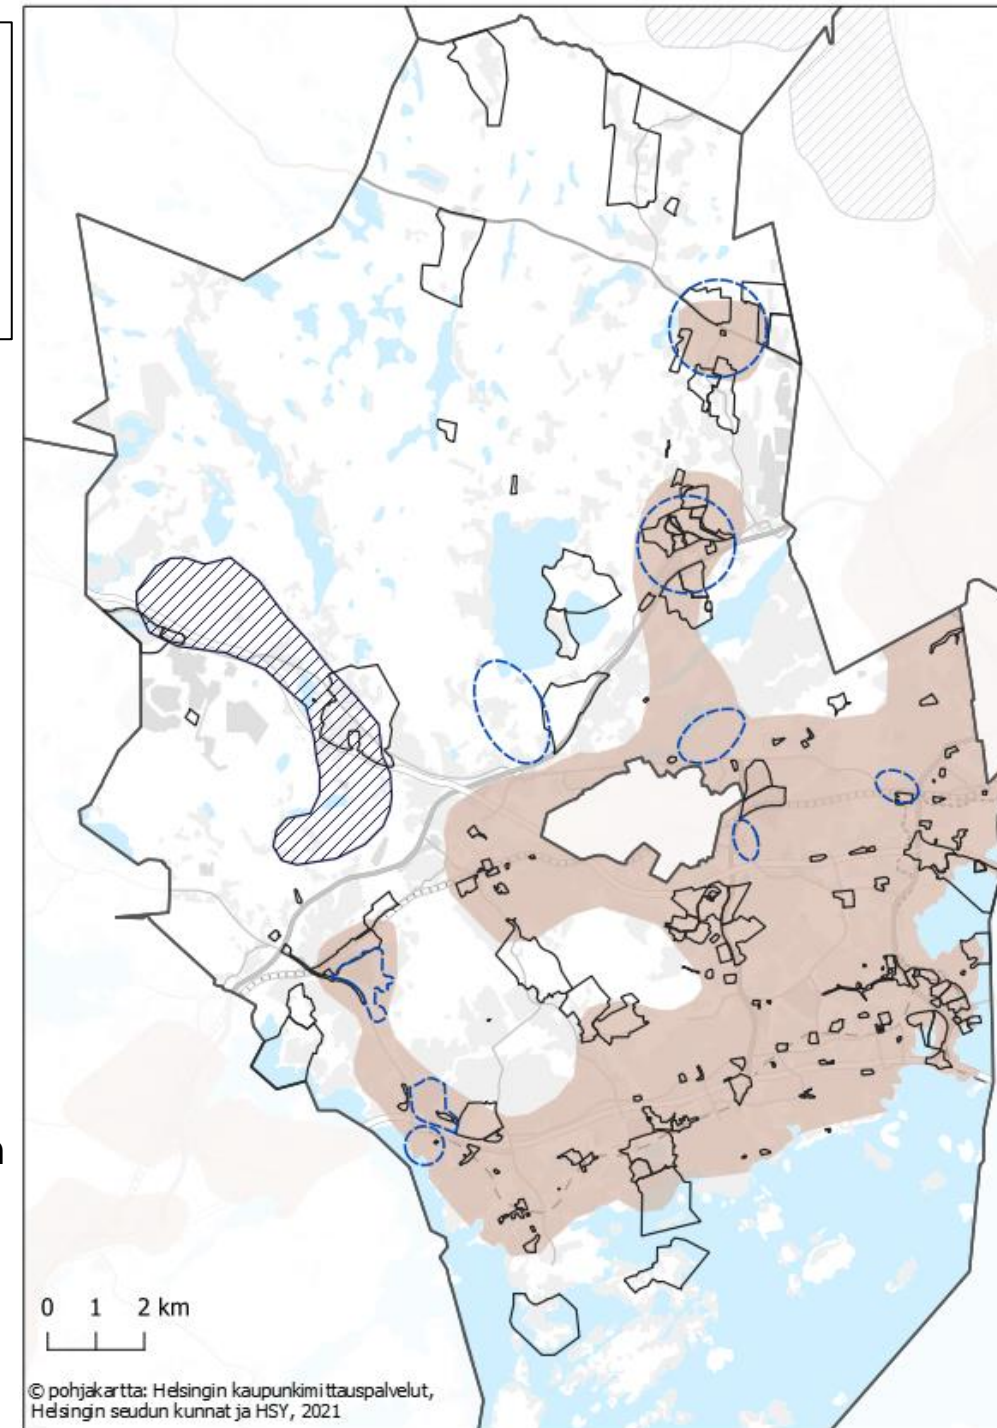 n
0 1 2 km
© pohjakartta: Helsingin kaupunkimittauspalvelut,
Helsingin seudun kunnat ja HSY, 2021